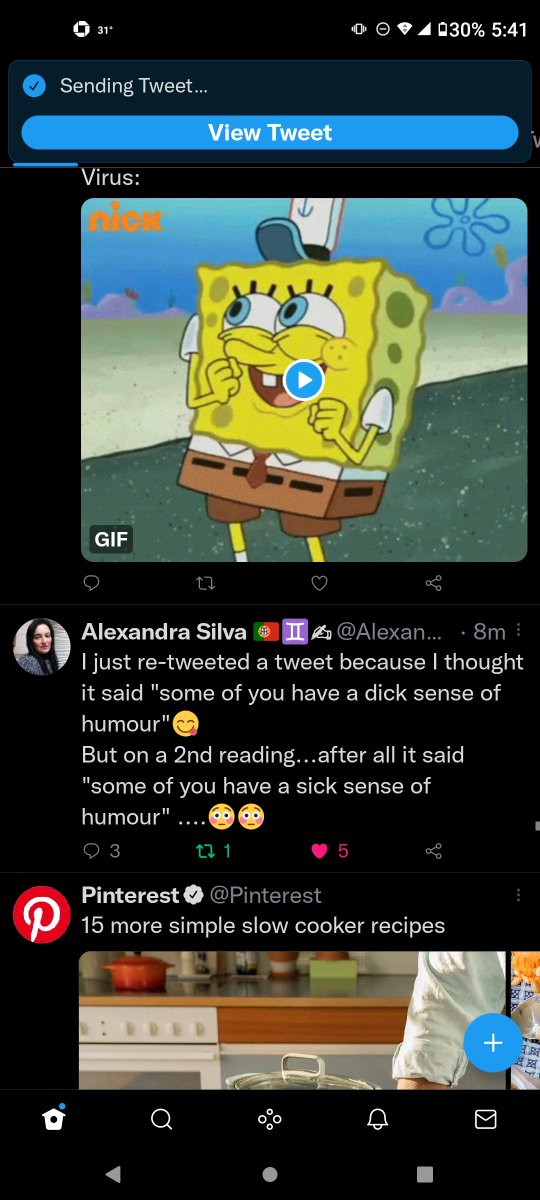 31°
30% 5:41
Sending Tweet...
View Tweet
Virus:
nick
GIF
Alexandra Silva 🇵🇹♊✍ @Alexan... · 8m
I just re-tweeted a tweet because I thought
it said "some of you have a dick sense of
humour"😋
But on a 2nd reading...after all it said
"some of you have a sick sense of
humour" ....😳😳
3 1 5
Pinterest @Pinterest
15 more simple slow cooker recipes